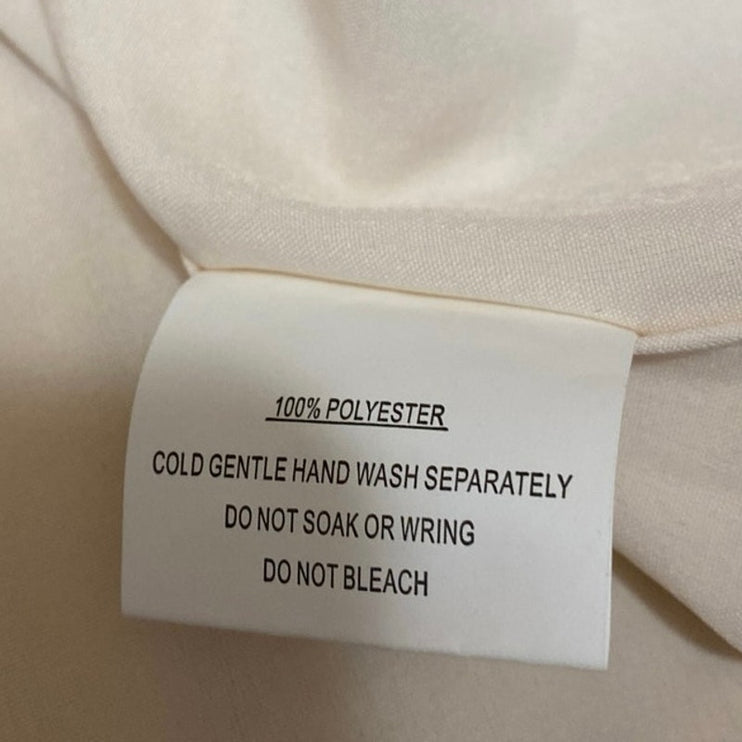 100% POLYESTER
COLD GENTLE HAND WASH SEPARATELY
DO NOT SOAK OR WRING
DO NOT BLEACH